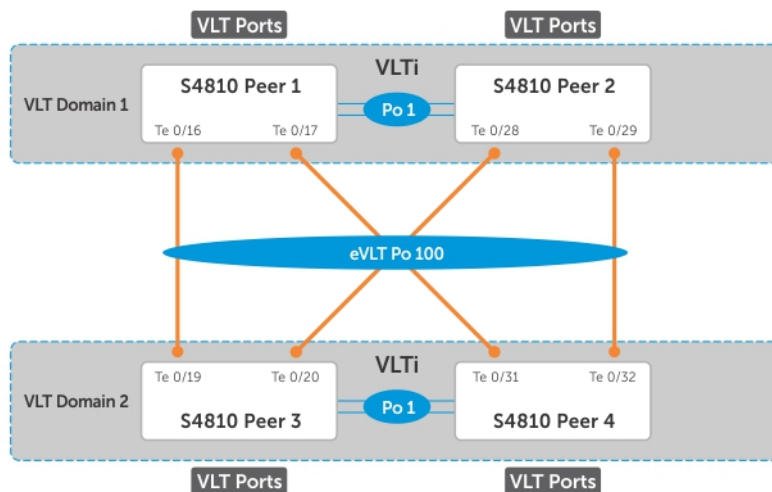 VLT Ports VLT Ports
VLTi
S4810 Peer 1 S4810 Peer 2
VLT Domain 1 Po 1
Te 0/16 Te 0/17 Te 0/28 Te 0/29
eVLT Po 100
VLTi
Te 0/19 Te 0/20 Te 0/31 Te 0/32
VLT Domain 2 Po 1
S4810 Peer 3 S4810 Peer 4
VLT Ports VLT Ports